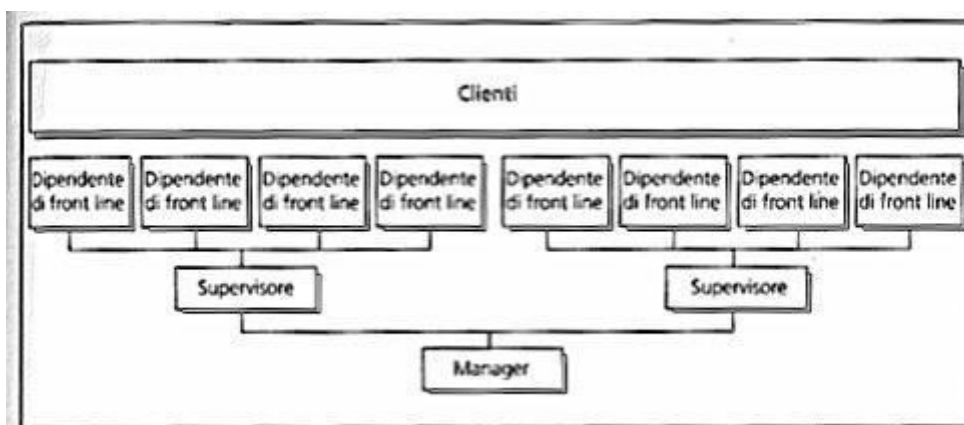 Clienti
Dipendente
di front line
Dipendente
di front line
Dipendente
di front line
Dipendente
di front line
Dipendente
di front line
Dipendente
di front line
Dipendente
di front line
Dipendente
di front line
Supervisore
Supervisore
Manager